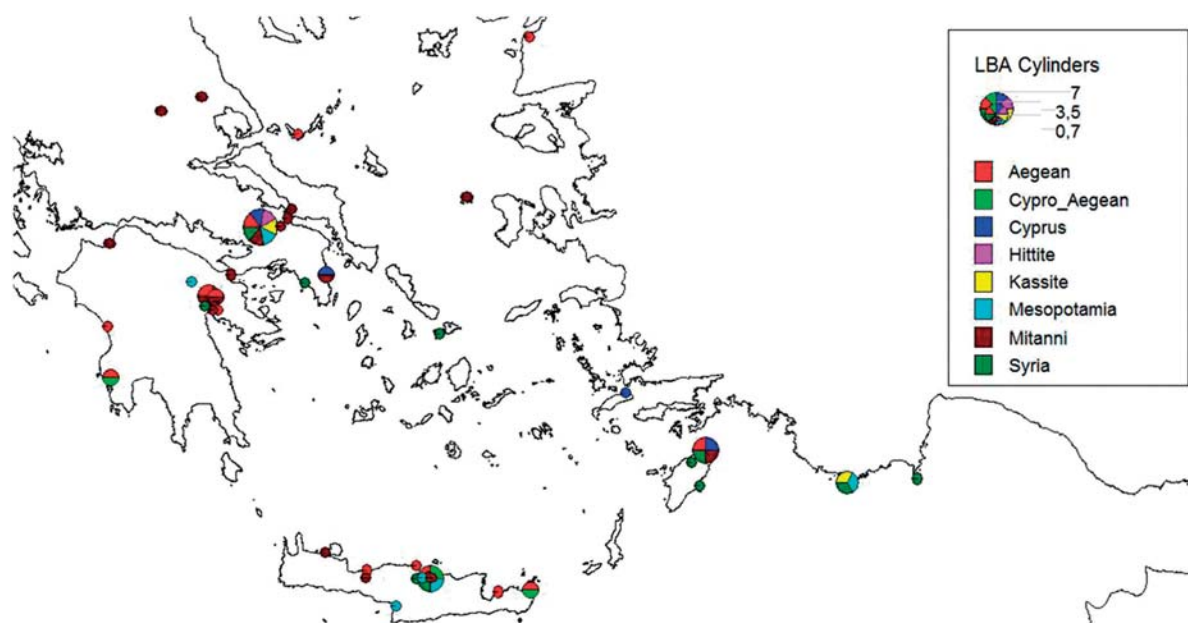 LBA Cylinders
7
3,5
0,7
Aegean
Cypro_Aegean
Cyprus
Hittite
Kassite
Mesopotamia
Mitanni
Syria